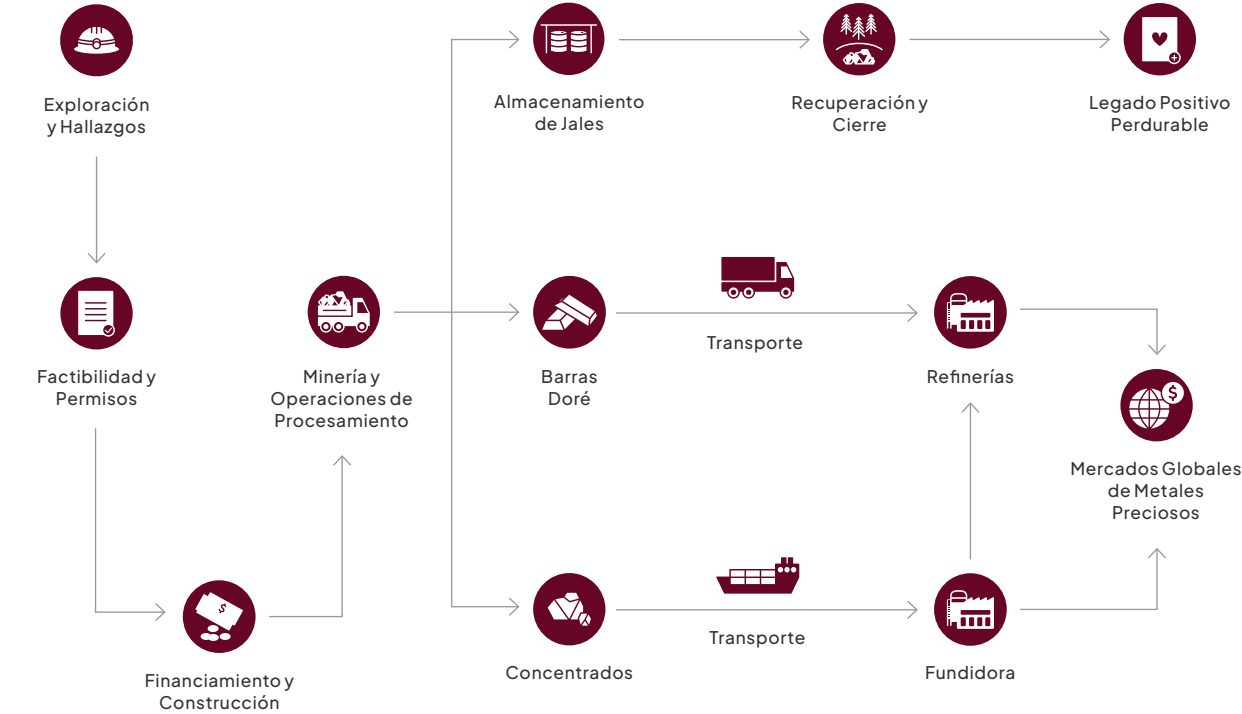 Exploración
y Hallazgos
Almacenamiento
de Jales
Recuperación y
Cierre
Legado Positivo
Perdurable
Factibilidad y
Permisos
Minería y
Operaciones de
Procesamiento
Barras
Doré
Transporte
Refinerías
$
Mercados Globales
de Metales
Preciosos
$
Financiamiento y
Construcción
Concentrados
Transporte
Fundidora